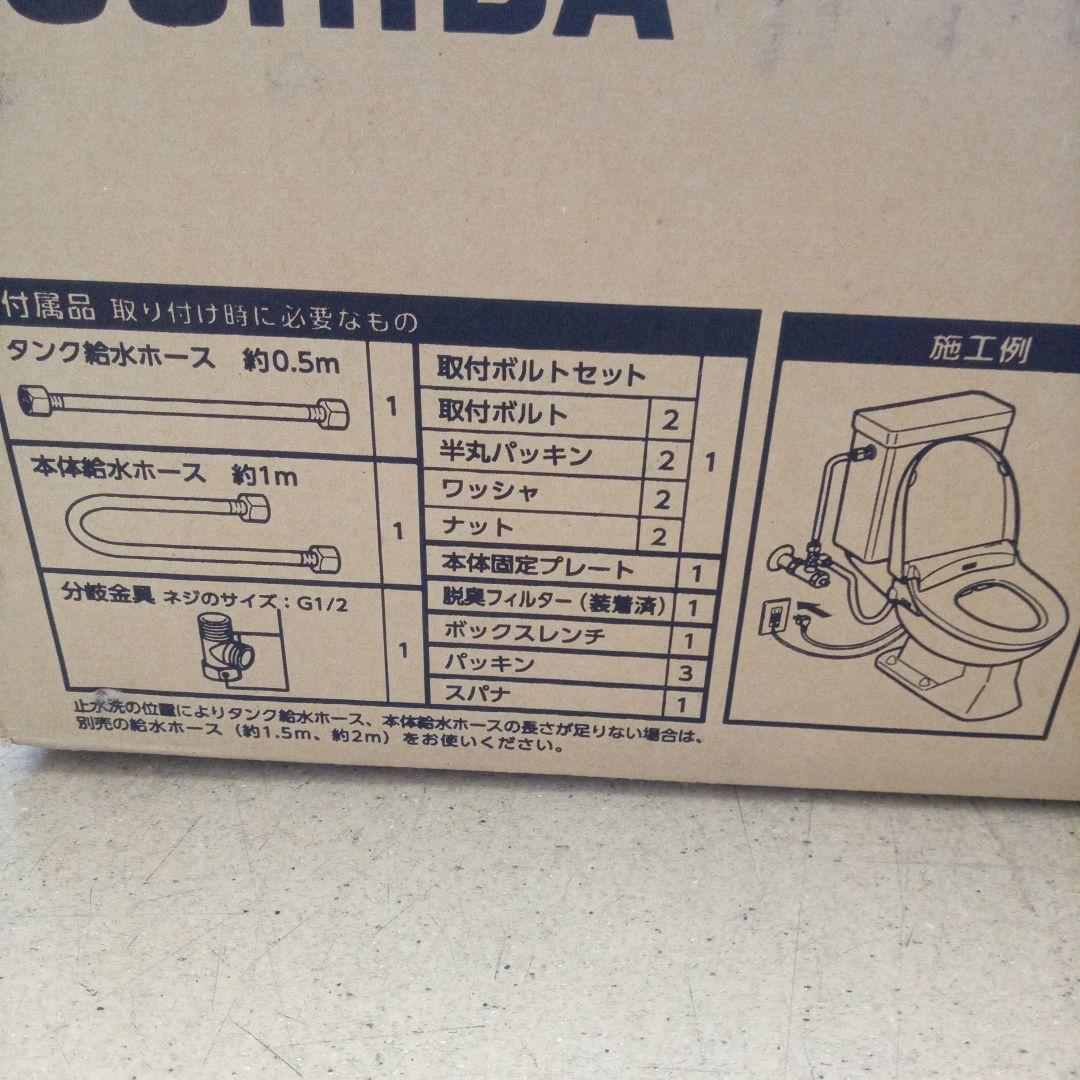 OSHIBA
付属品 取り付け時に必要なもの
タンク給水ホース 約0.5m 1
本体給水ホース 約1m 1
分岐金具 ネジのサイズ:G1/2 1
取付ボルトセット 1
取付ボルト 2
半丸パッキン 2
ワッシャ 2
ナット 2
本体固定プレート 1
脱臭フィルター(装着済) 1
ボックスレンチ 1
パッキン 3
スパナ 1
止水洗の位置によりタンク給水ホース、本体給水ホースの長さが足りない場合は、
別売の給水ホース(約1.5m、約2m)をお使いください。
施工例